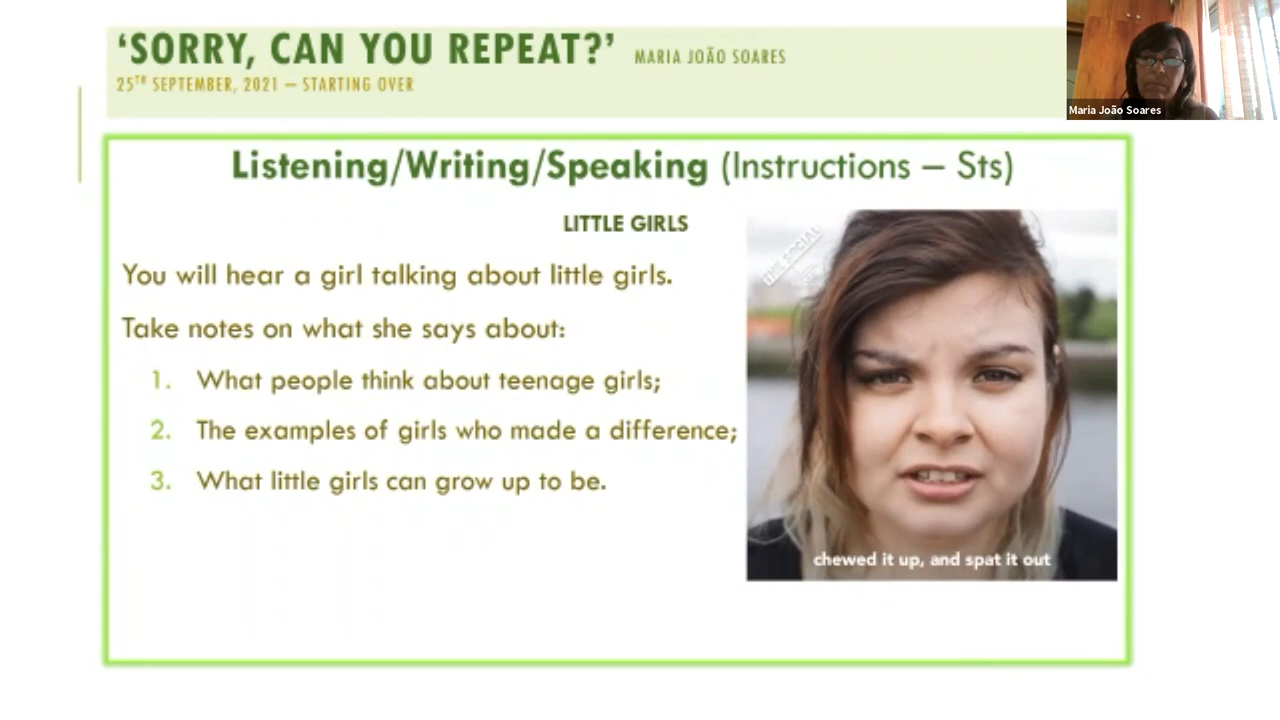 ‘SORRY, CAN YOU REPEAT?’ MARIA JOÃO SOARES
25TH SEPTEMBER, 2021 – STARTING OVER
Maria João Soares
Listening/Writing/Speaking (Instructions – Sts)
LITTLE GIRLS
You will hear a girl talking about little girls.
Take notes on what she says about:
1. What people think about teenage girls;
2. The examples of girls who made a difference;
3. What little girls can grow up to be.
THE SOCIAL
chewed it up, and spat it out